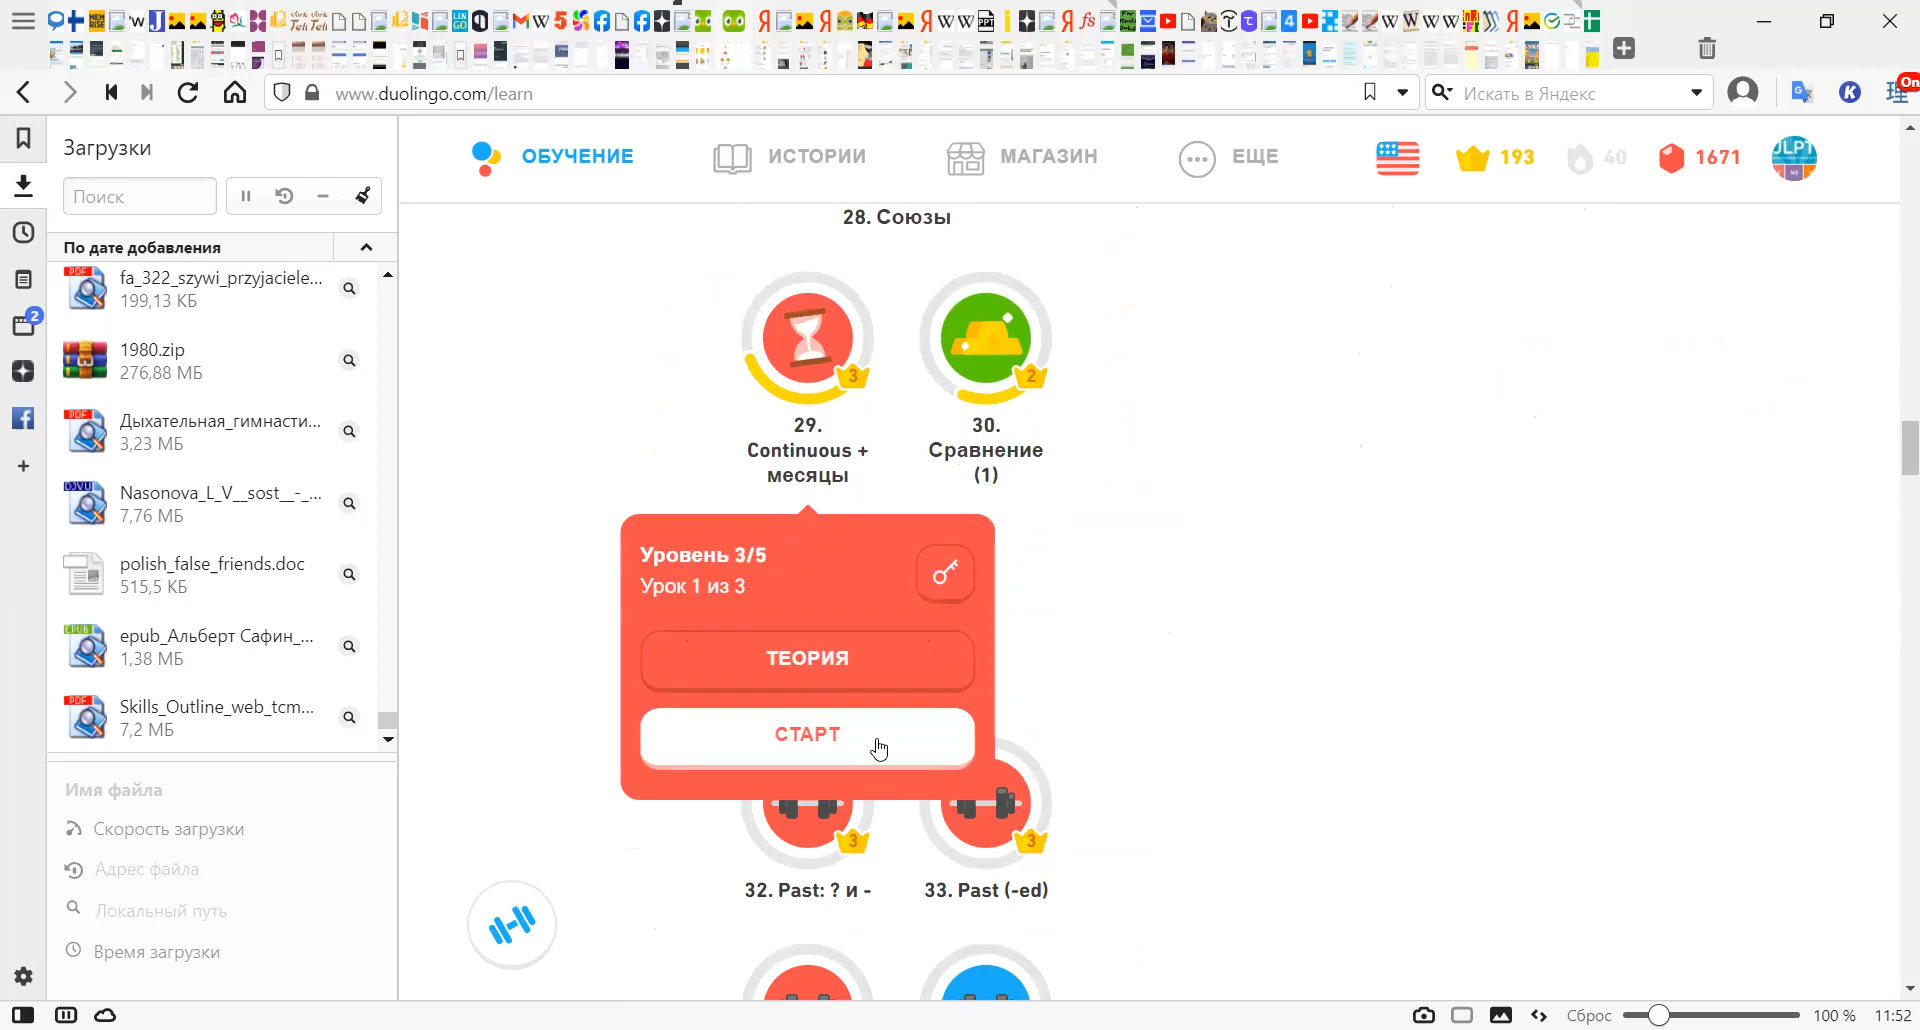 www.duolingo.com/learn
Искать в Яндекс
On
Загрузки
Поиск
По дате добавления
fa_322_szywi_przyjaciele...
199,13 КБ
1980.zip
276,88 МБ
Дыхательная_гимнасти...
3,23 МБ
Nasonova_L_V__sost__-_...
7,76 МБ
polish_false_friends.doc
515,5 КБ
epub_Альберт Сафин_...
1,38 МБ
Skills_Outline_web_tcm...
7,2 МБ
2
Имя файла
Скорость загрузки
Адрес файла
Локальный путь
Время загрузки
ОБУЧЕНИЕ
ИСТОРИИ
МАГАЗИН
ЕЩЕ
193
40
1671
JLPT
28. Союзы
3
2
29.
Continuous +
месяцы
30.
Сравнение
(1)
Уровень 3/5
Урок 1 из 3
ТЕОРИЯ
СТАРТ
3
3
32. Past: ? и -
33. Past (-ed)
Сброс
100 %
11:52